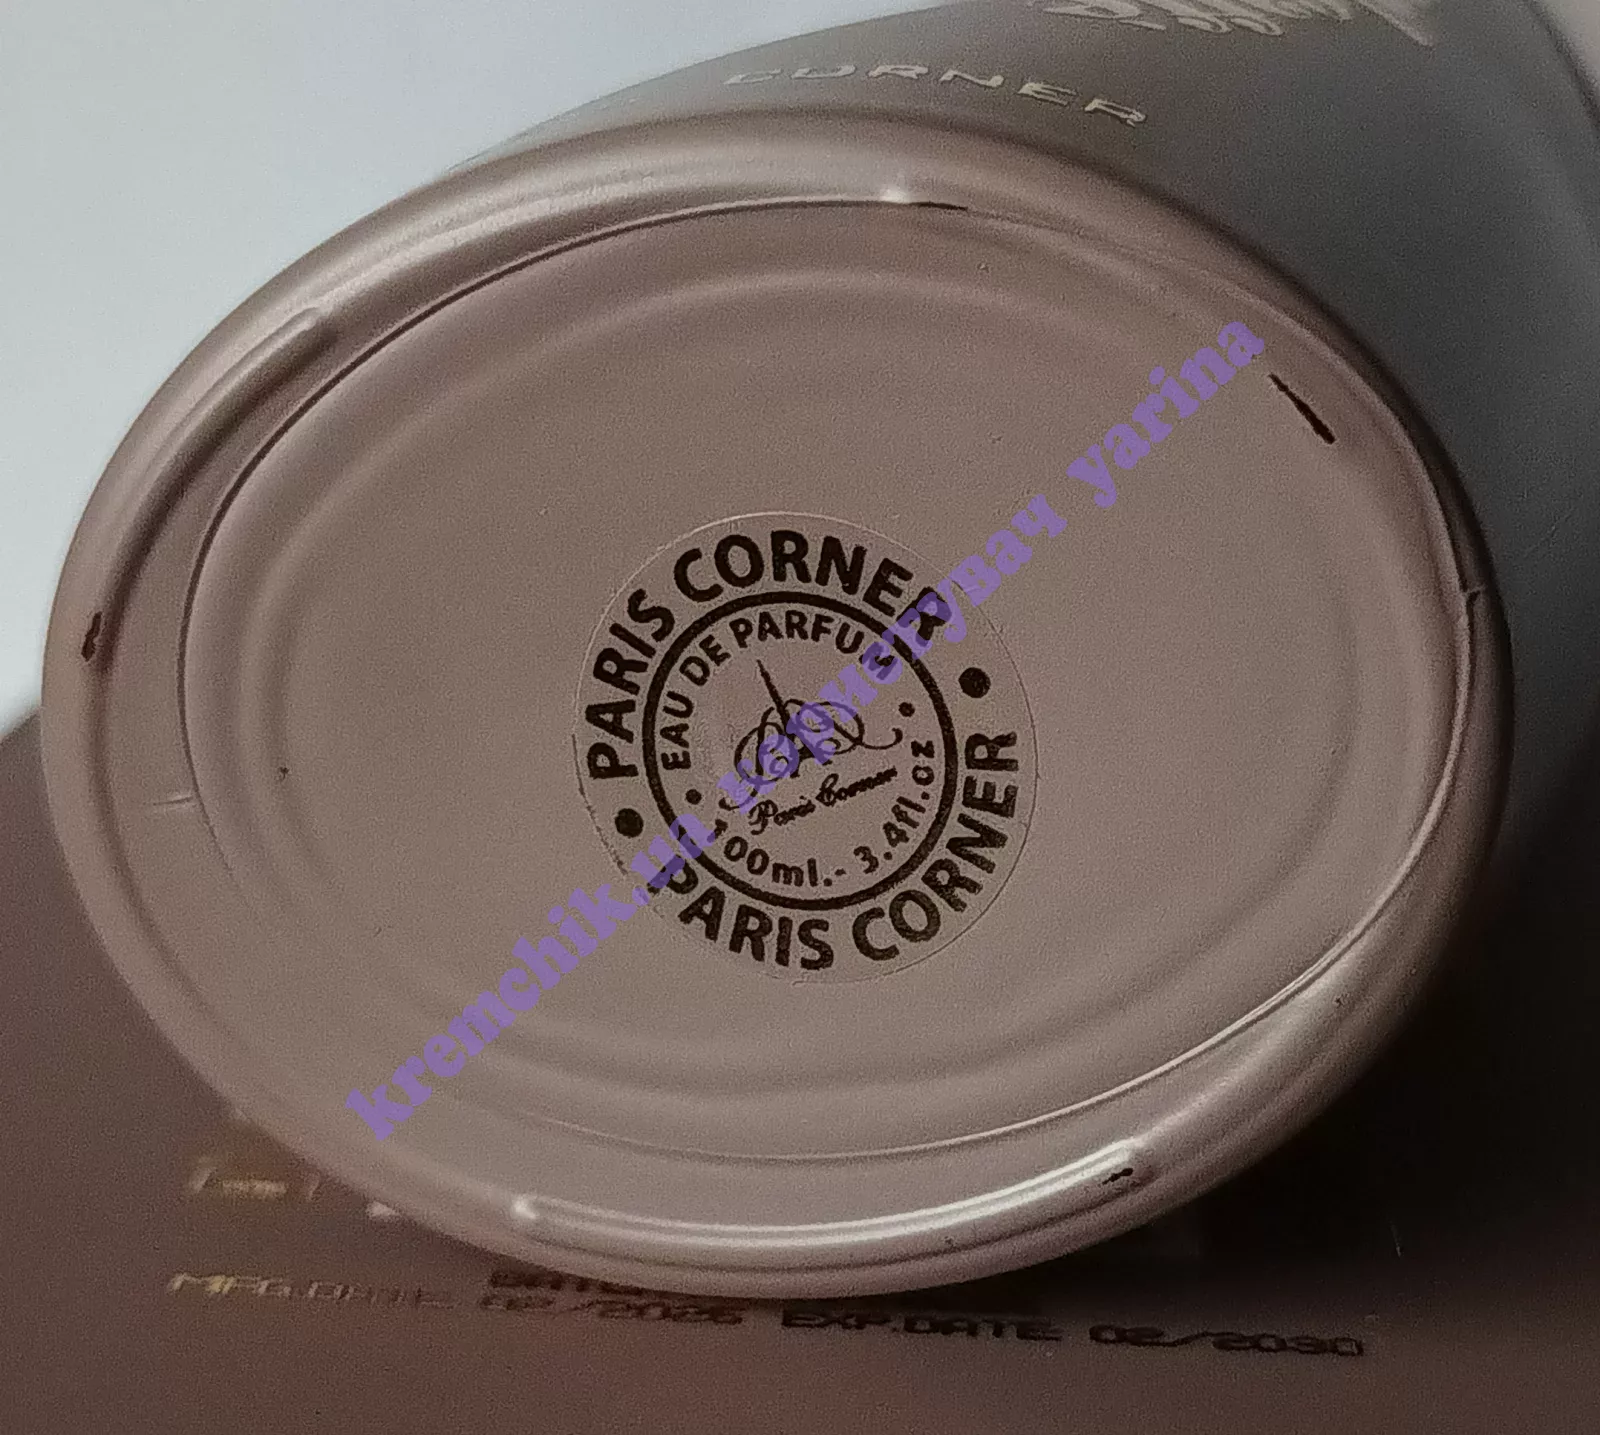 CORNER
PARIS CORNER
EAU DE PARFUM
Paris Corner
100ml.- 3.4fl.oz
PARIS CORNER
kremchik.ua користувач yarina
MFG.DATE 02/2026 EXP.DATE 02/2030